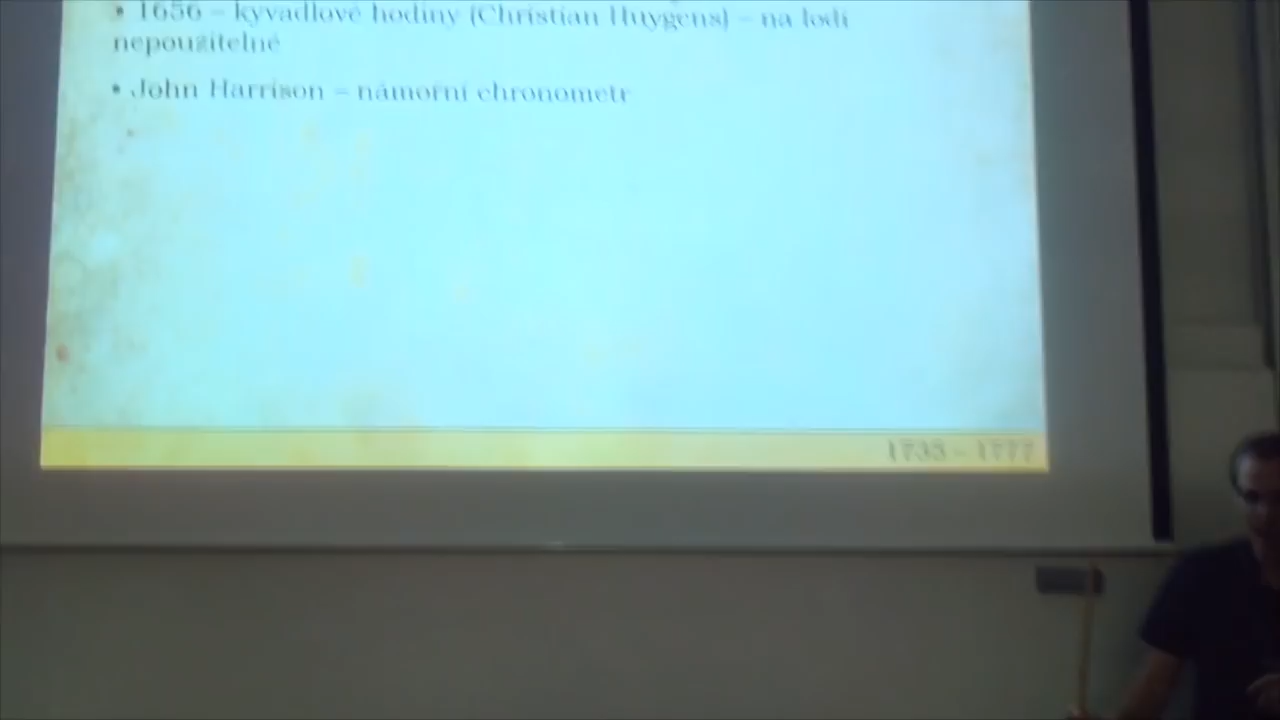 • 1656 – kyvadlové hodiny (Christian Huygens) – na lodi
nepoužitelné
• John Harrison – námořní chronometr
1735 – 1777